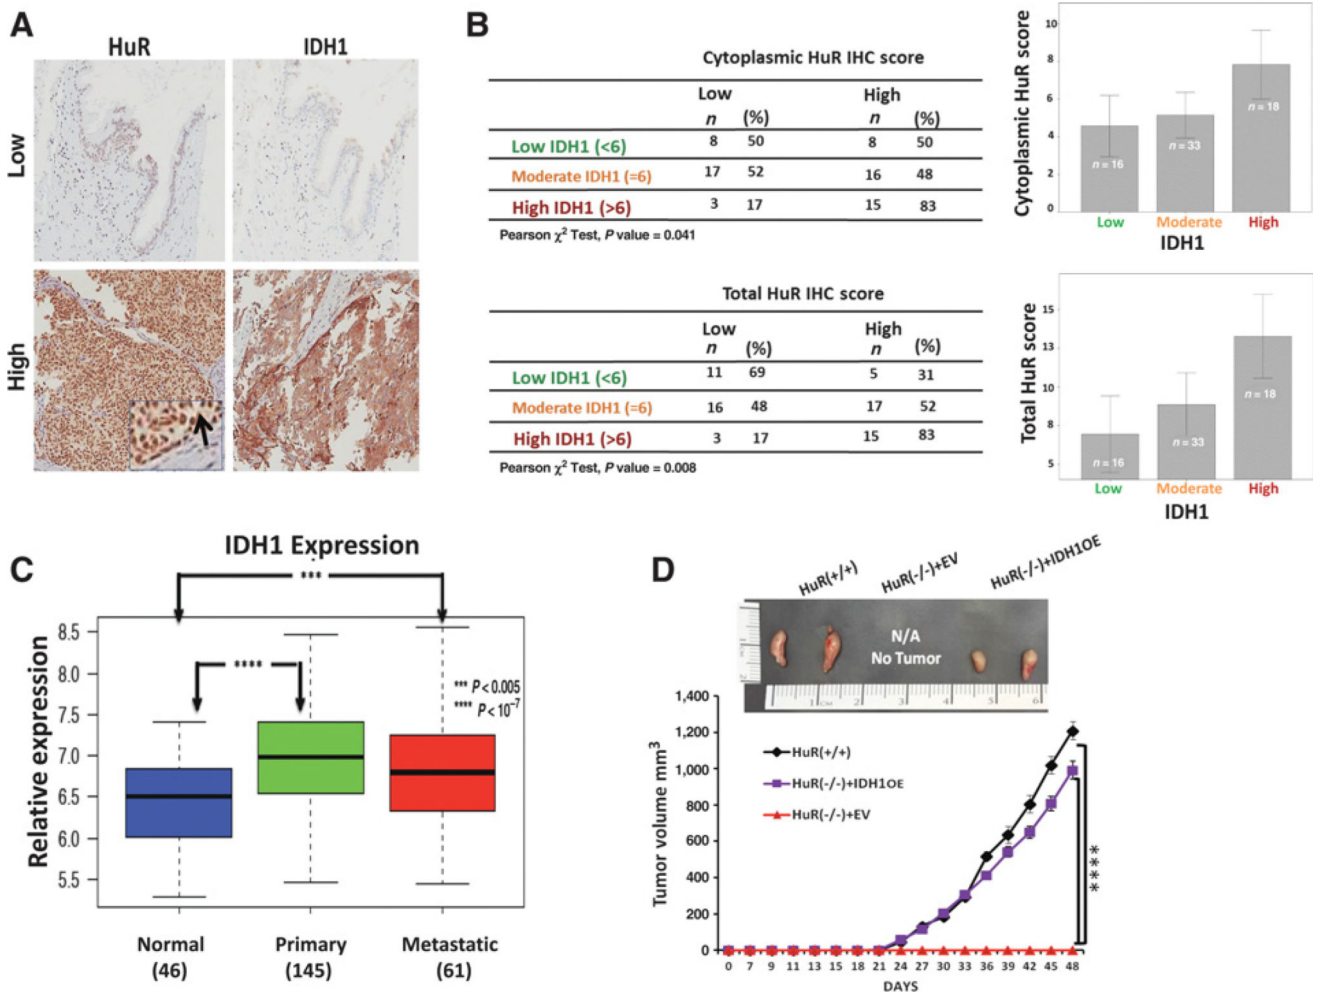 A
HuR
IDH1
Low
High
B
Cytoplasmic HuR IHC score
Low
High
n
(%)
n
(%)
Low IDH1 (<6)
8
50
8
50
Moderate IDH1 (=6)
17
52
16
48
High IDH1 (>6)
3
17
15
83
Pearson χ² Test, P value = 0.041
Cytoplasmic HuR score
10
8
6
4
2
0
n = 16
n = 33
n = 18
Low
Moderate
High
IDH1
Total HuR IHC score
Low
High
n
(%)
n
(%)
Low IDH1 (<6)
11
69
5
31
Moderate IDH1 (=6)
16
48
17
52
High IDH1 (>6)
3
17
15
83
Pearson χ² Test, P value = 0.008
Total HuR score
15
13
10
8
5
n = 16
n = 33
n = 18
Low
Moderate
High
IDH1
C
IDH1 Expression
***
****
*** P < 0.005
**** P < 10⁻⁷
Relative expression
8.5
8.0
7.5
7.0
6.5
6.0
5.5
Normal
(46)
Primary
(145)
Metastatic
(61)
D
HuR(+/+)
HuR(-/-)+EV
HuR(-/-)+IDH1OE
N/A
No Tumor
1
CM
2
3
4
5
6
Tumor volume mm³
1,400
1,200
1,000
800
600
400
200
0
HuR(+/+)
HuR(-/-)+IDH1OE
HuR(-/-)+EV
****
0 7 9 11 13 15 18 21 24 27 30 33 36 39 42 45 48
DAYS